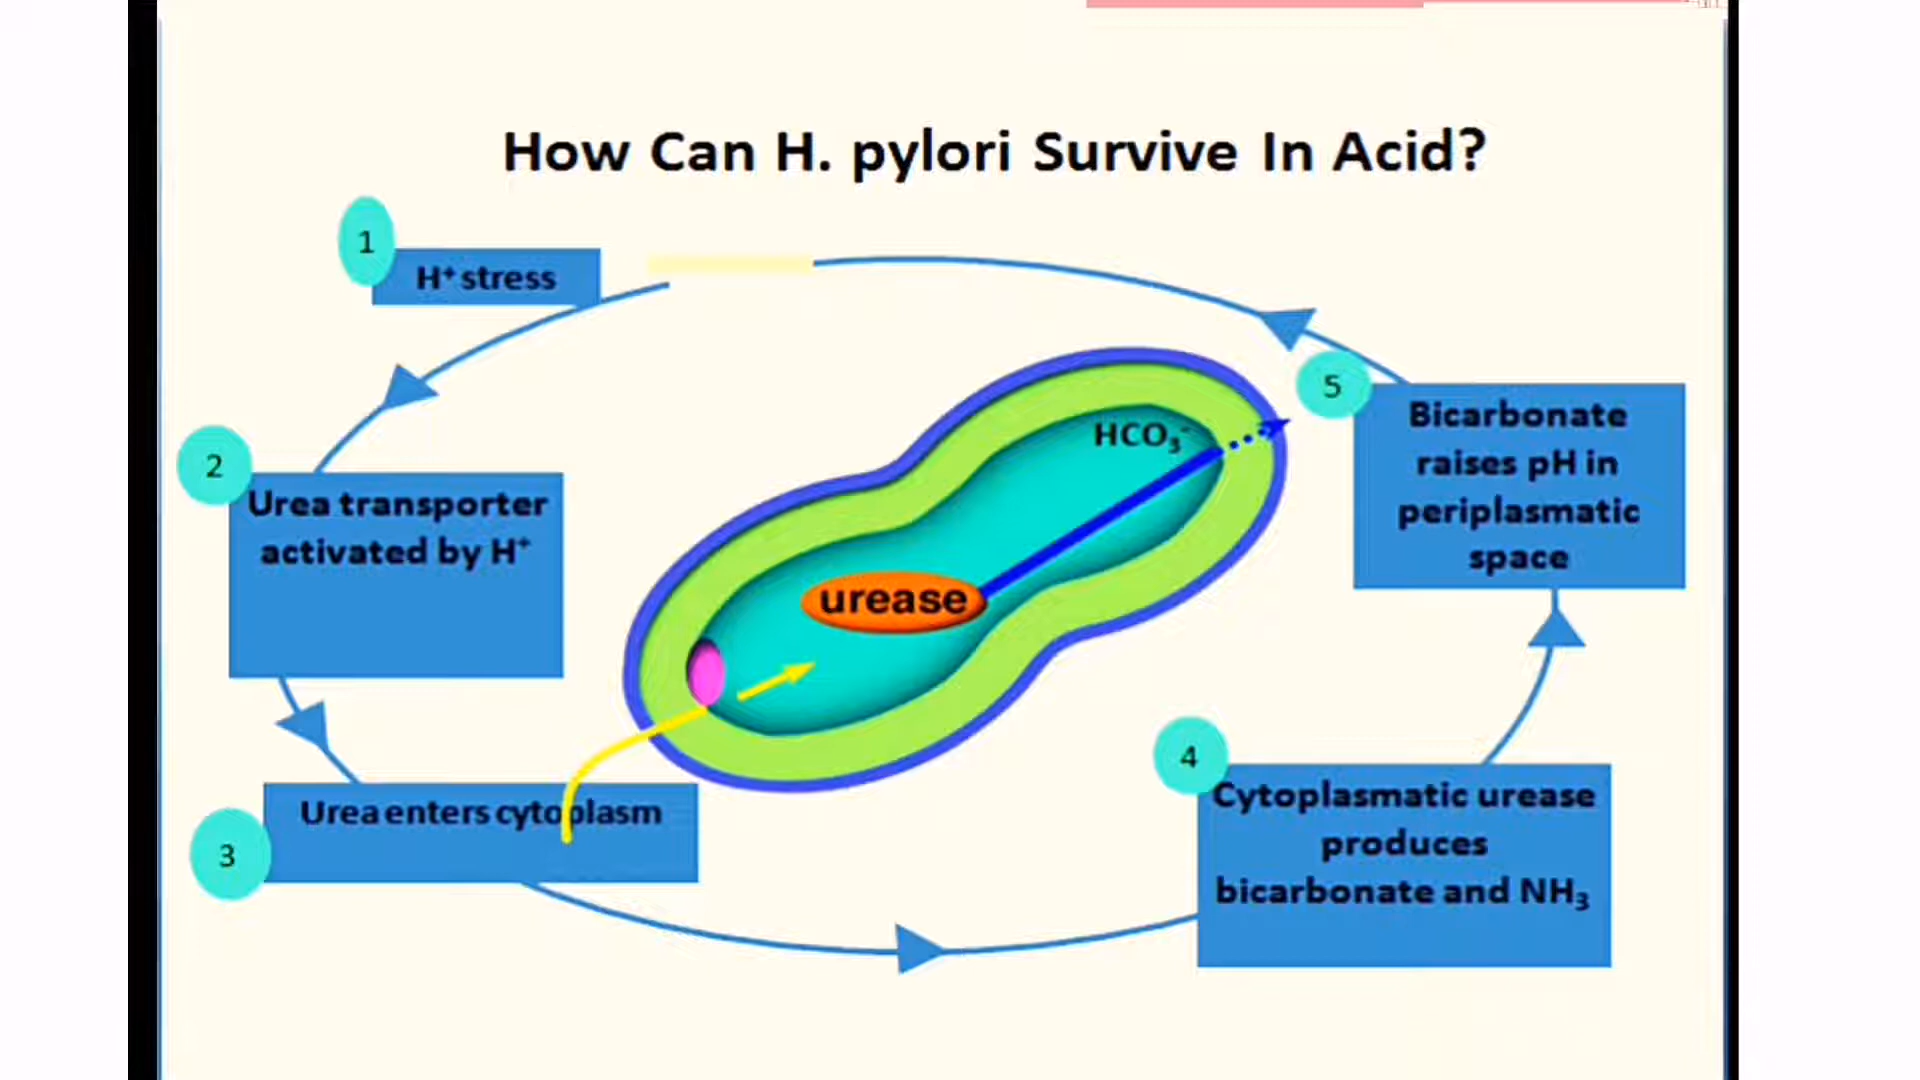 How Can H. pylori Survive In Acid?
1
H⁺ stress
2
Urea transporter
activated by H⁺
3
Urea enters cytoplasm
4
Cytoplasmatic urease
produces
bicarbonate and NH₃
5
Bicarbonate
raises pH in
periplasmatic
space
HCO₃⁻
urease